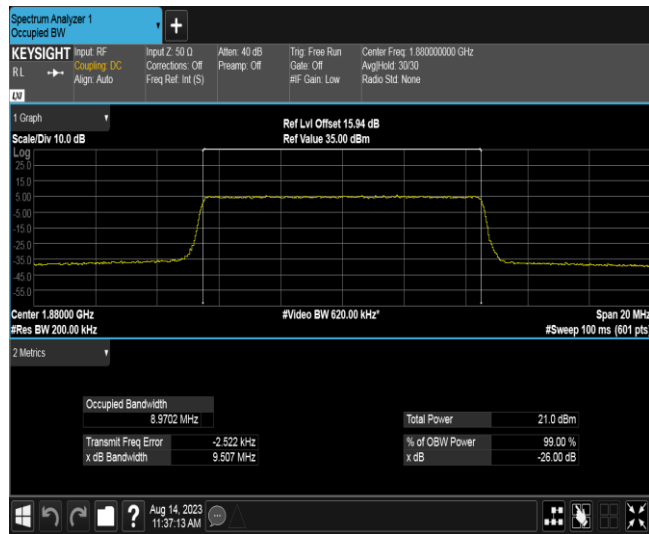 Spectrum Analyzer 1
Occupied BW
+
KEYSIGHT
RL
LXI
Input: RF
Coupling: DC
Align: Auto
Input Z: 50 Ω
Corrections: Off
Freq Ref: Int (S)
Atten: 40 dB
Preamp: Off
Trig: Free Run
Gate: Off
#IF Gain: Low
Center Freq: 1.880000000 GHz
Avg|Hold: 30/30
Radio Std: None
1 Graph
Scale/Div 10.0 dB
Ref Lvl Offset 15.94 dB
Ref Value 35.00 dBm
Log
25.0
15.0
5.00
-5.00
-15.0
-25.0
-35.0
-45.0
-55.0
Center 1.88000 GHz
#Res BW 200.00 kHz
#Video BW 620.00 kHz*
Span 20 MHz
#Sweep 100 ms (601 pts)
2 Metrics
Occupied Bandwidth
8.9702 MHz
Transmit Freq Error -2.522 kHz
x dB Bandwidth 9.507 MHz
Total Power 21.0 dBm
% of OBW Power 99.00 %
x dB -26.00 dB
?
Aug 14, 2023
11:37:13 AM